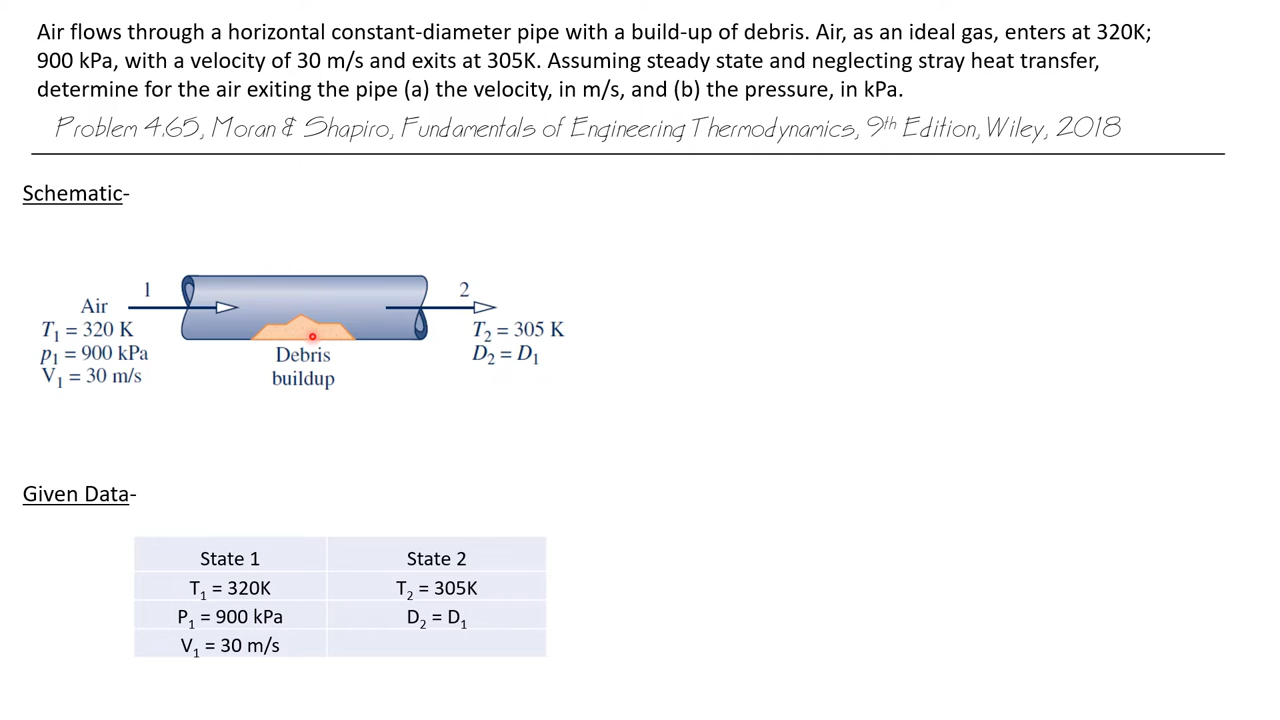 Air flows through a horizontal constant-diameter pipe with a build-up of debris. Air, as an ideal gas, enters at 320K;
900 kPa, with a velocity of 30 m/s and exits at 305K. Assuming steady state and neglecting stray heat transfer,
determine for the air exiting the pipe (a) the velocity, in m/s, and (b) the pressure, in kPa.
Problem 4.65, Moran & Shapiro, Fundamentals of Engineering Thermodynamics, 9th Edition, Wiley, 2018
Schematic-
1
2
Air
T1 = 320 K
p1 = 900 kPa
V1 = 30 m/s
Debris
buildup
T2 = 305 K
D2 = D1
Given Data-
State 1 State 2
T1 = 320K T2 = 305K
P1 = 900 kPa D2 = D1
V1 = 30 m/s